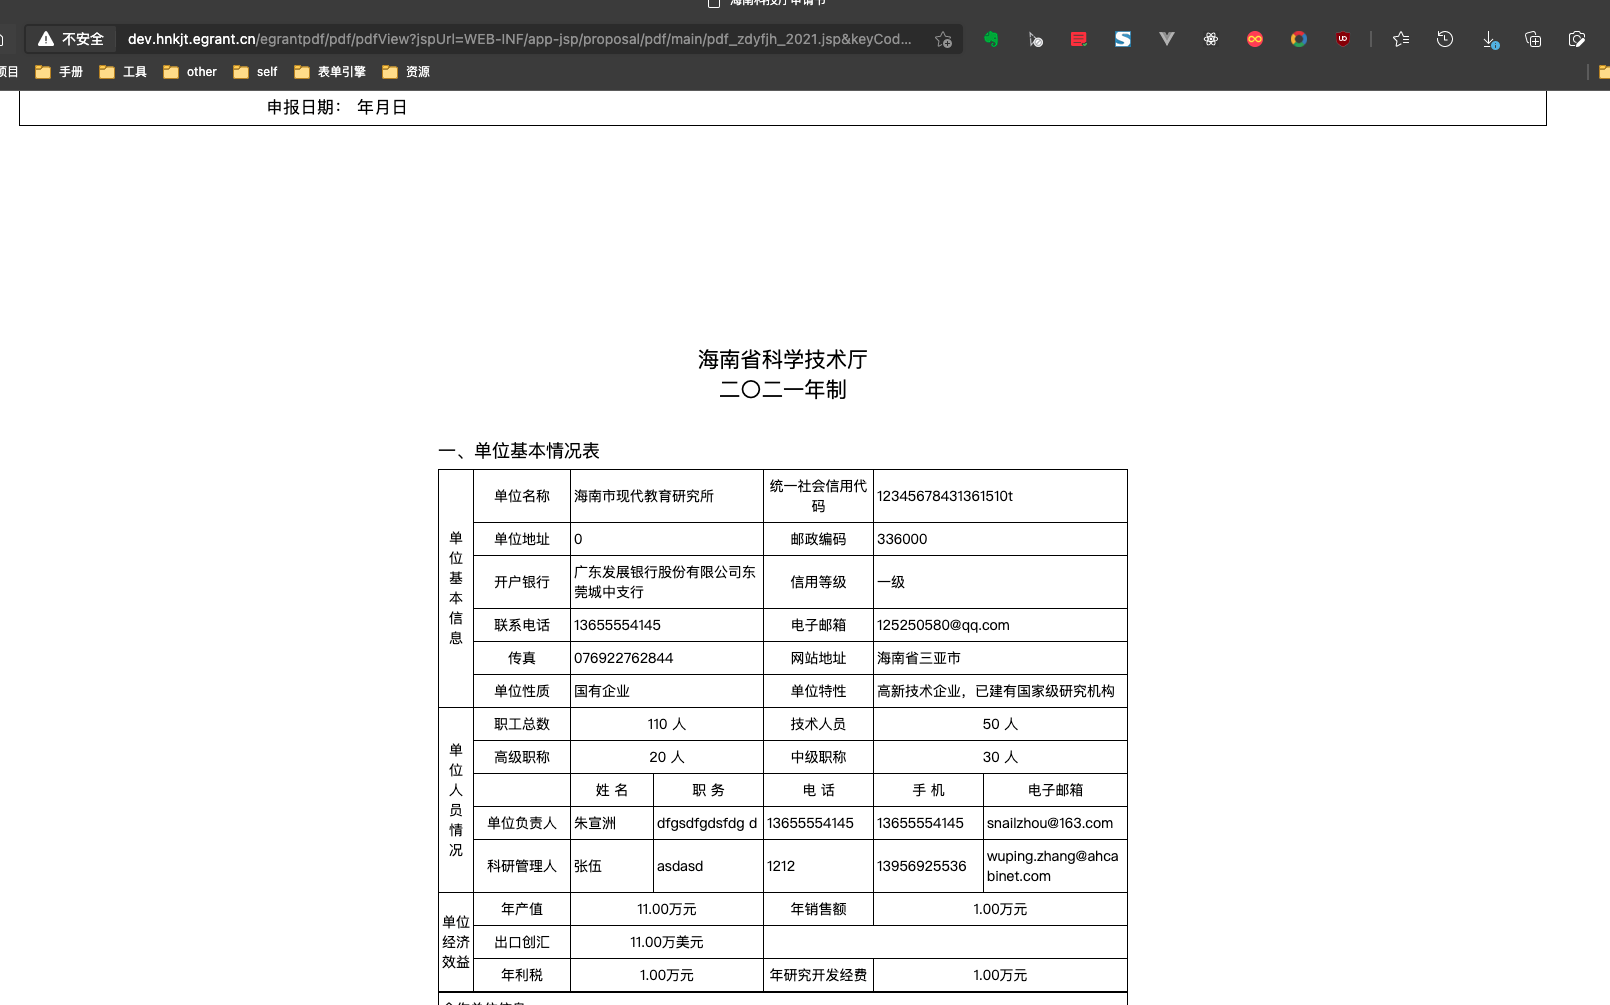 海南科技厅申请书
不安全 dev.hnkjt.egrant.cn/egrantpdf/pdf/pdfView?jspUrl=WEB-INF/app-jsp/proposal/pdf/main/pdf_zdyfjh_2021.jsp&keyCod...
项目 手册 工具 other self 表单引擎 资源
申报日期： 年月日
海南省科学技术厅
二〇二一年制
一、单位基本情况表
单位基本信息
单位名称 海南市现代教育研究所 统一社会信用代码 12345678431361510t
单位地址 0 邮政编码 336000
开户银行 广东发展银行股份有限公司东莞城中支行 信用等级 一级
联系电话 13655554145 电子邮箱 125250580@qq.com
传真 076922762844 网站地址 海南省三亚市
单位性质 国有企业 单位特性 高新技术企业，已建有国家级研究机构
单位人员情况
职工总数 110 人 技术人员 50 人
高级职称 20 人 中级职称 30 人
姓 名 职 务 电 话 手 机 电子邮箱
单位负责人 朱宣洲 dfgsdfgdsfdg d 13655554145 13655554145 snailzhou@163.com
科研管理人 张伍 asdasd 1212 13956925536 wuping.zhang@ahcabinet.com
单位经济效益
年产值 11.00万元 年销售额 1.00万元
出口创汇 11.00万美元
年利税 1.00万元 年研究开发经费 1.00万元